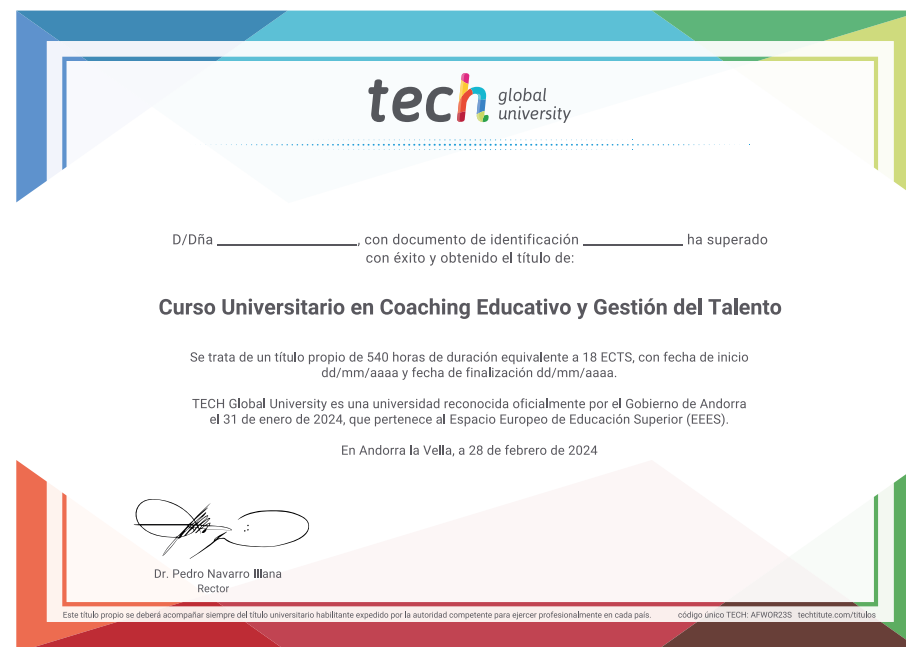 tech global university
D/Dña ____________________, con documento de identificación ______________ ha superado
con éxito y obtenido el título de:
Curso Universitario en Coaching Educativo y Gestión del Talento
Se trata de un título propio de 540 horas de duración equivalente a 18 ECTS, con fecha de inicio
dd/mm/aaaa y fecha de finalización dd/mm/aaaa.
TECH Global University es una universidad reconocida oficialmente por el Gobierno de Andorra
el 31 de enero de 2024, que pertenece al Espacio Europeo de Educación Superior (EEES).
En Andorra la Vella, a 28 de febrero de 2024
Dr. Pedro Navarro Illana
Rector
Este título propio se deberá acompañar siempre del título universitario habilitante expedido por la autoridad competente para ejercer profesionalmente en cada país. código único TECH: AFWOR23S techtitute.com/titulos